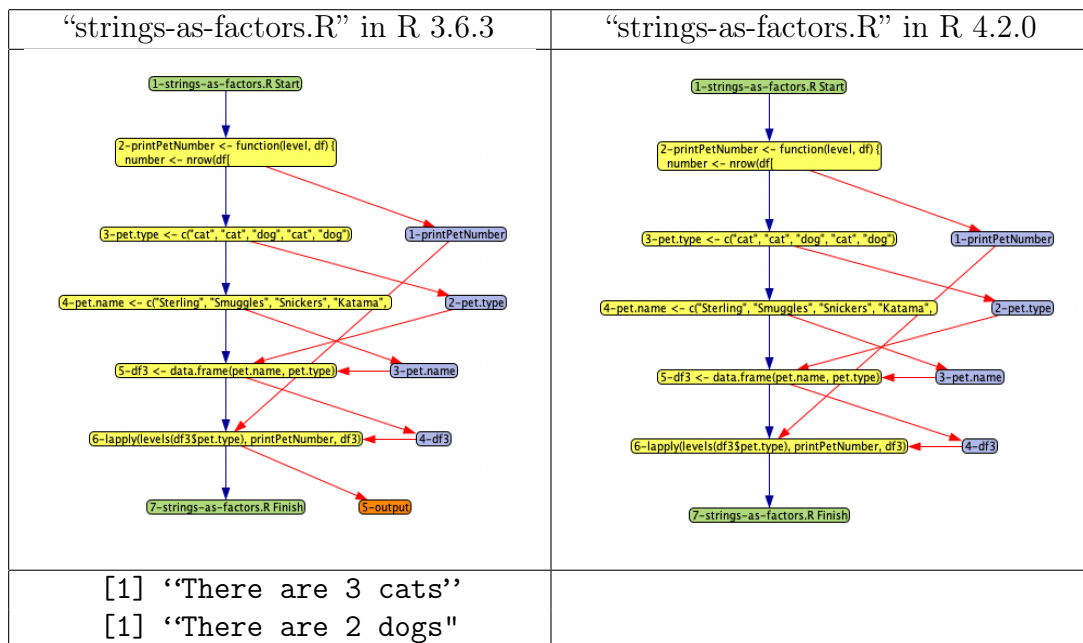 “strings-as-factors.R” in R 3.6.3
“strings-as-factors.R” in R 4.2.0
1-strings-as-factors.R Start
2-printPetNumber <- function(level, df) {
number <- nrow(df[
3-pet.type <- c("cat", "cat", "dog", "cat", "dog")
1-printPetNumber
4-pet.name <- c("Sterling", "Smuggles", "Snickers", "Katama",
2-pet.type
5-df3 <- data.frame(pet.name, pet.type)
3-pet.name
6-lapply(levels(df3$pet.type), printPetNumber, df3)
4-df3
7-strings-as-factors.R Finish
5-output
1-strings-as-factors.R Start
2-printPetNumber <- function(level, df) {
number <- nrow(df[
3-pet.type <- c("cat", "cat", "dog", "cat", "dog")
1-printPetNumber
4-pet.name <- c("Sterling", "Smuggles", "Snickers", "Katama",
2-pet.type
5-df3 <- data.frame(pet.name, pet.type)
3-pet.name
6-lapply(levels(df3$pet.type), printPetNumber, df3)
4-df3
7-strings-as-factors.R Finish
[1] ‘‘There are 3 cats’’
[1] ‘‘There are 2 dogs"